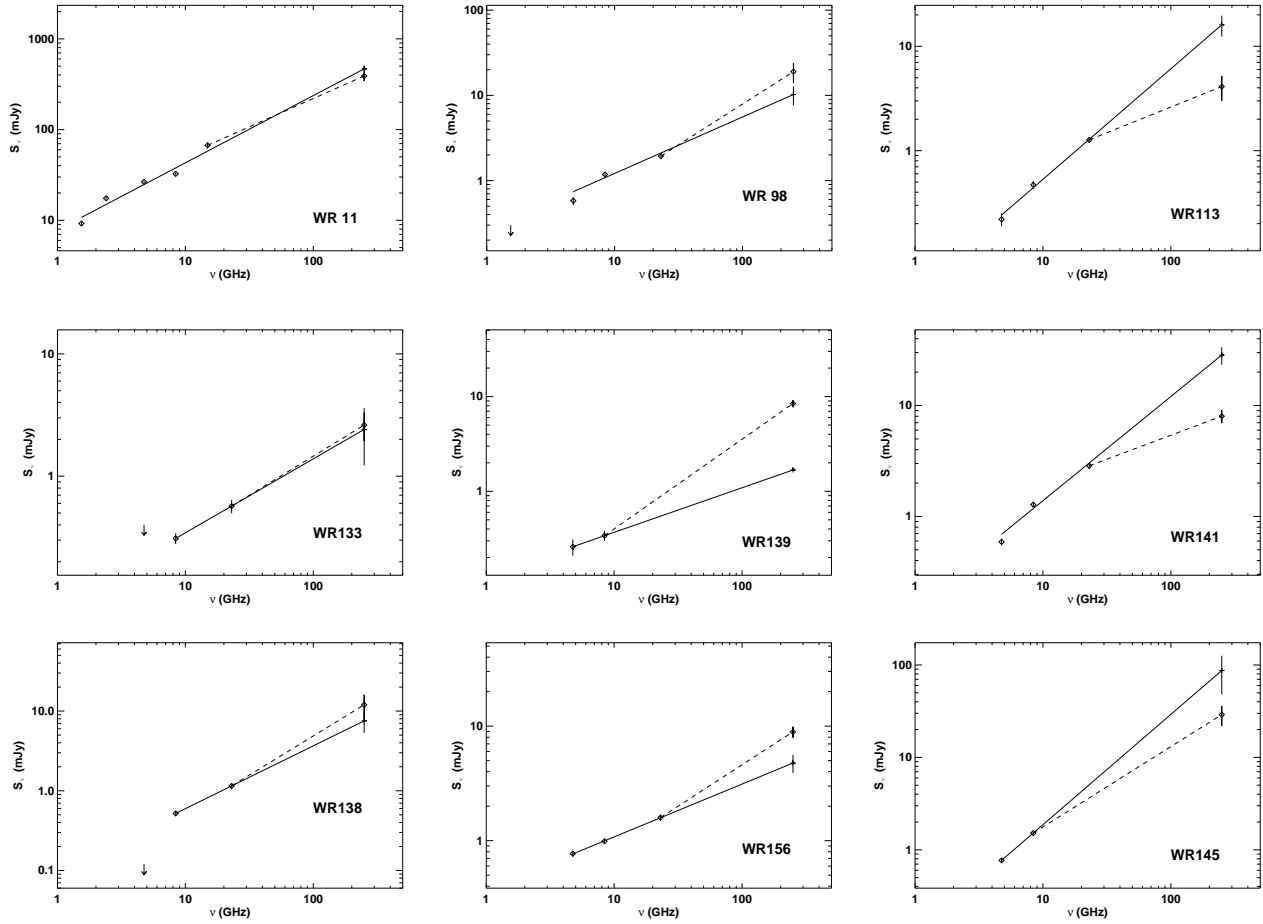 1000
100
10
S_ν (mJy)
WR 11
1 10 100
ν (GHz)
100
10
1
S_ν (mJy)
WR 98
1 10 100
ν (GHz)
10
1
S_ν (mJy)
WR113
1 10 100
ν (GHz)
10
1
S_ν (mJy)
WR133
1 10 100
ν (GHz)
10
1
S_ν (mJy)
WR139
1 10 100
ν (GHz)
10
1
S_ν (mJy)
WR141
1 10 100
ν (GHz)
10.0
1.0
0.1
S_ν (mJy)
WR138
1 10 100
ν (GHz)
10
1
S_ν (mJy)
WR156
1 10 100
ν (GHz)
100
10
1
S_ν (mJy)
WR145
1 10 100
ν (GHz)